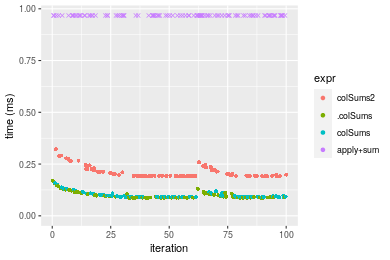 1.00
0.75
0.50
0.25
0.00
time (ms)
0
25
50
75
100
iteration
expr
colSums2
.colSums
colSums
apply+sum